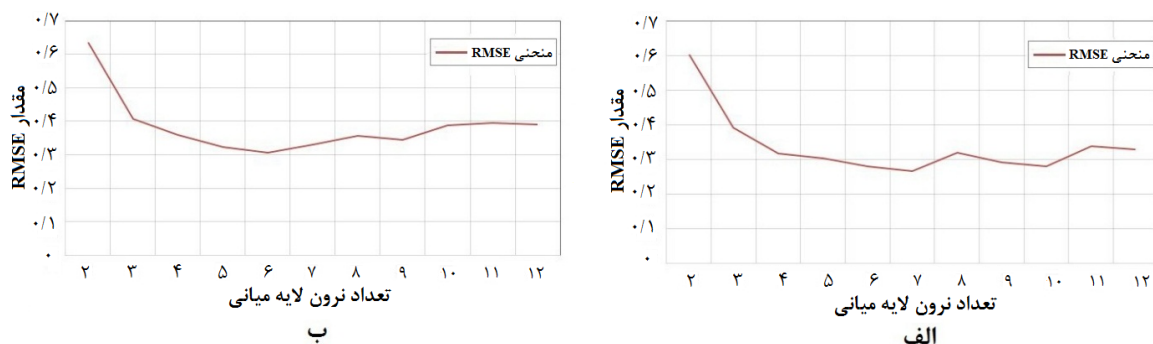 منحنی RMSE
مقدار RMSE
۰/۷
۰/۶
۰/۵
۰/۴
۰/۳
۰/۲
۰/۱
۰
۲ ۳ ۴ ۵ ۶ ۷ ۸ ۹ ۱۰ ۱۱ ۱۲
تعداد نرون لایه میانی
الف
منحنی RMSE
مقدار RMSE
۰/۷
۰/۶
۰/۵
۰/۴
۰/۳
۰/۲
۰/۱
۰
۲ ۳ ۴ ۵ ۶ ۷ ۸ ۹ ۱۰ ۱۱ ۱۲
تعداد نرون لایه میانی
ب